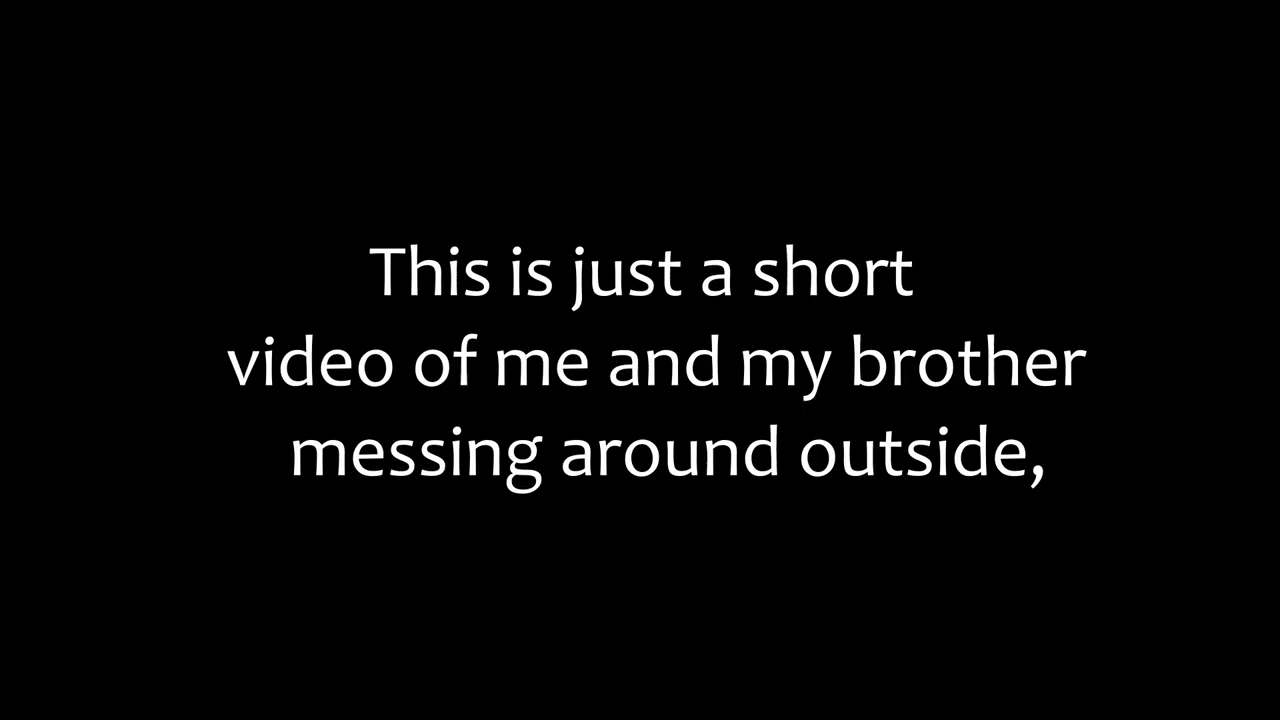 This is just a short
video of me and my brother
messing around outside,